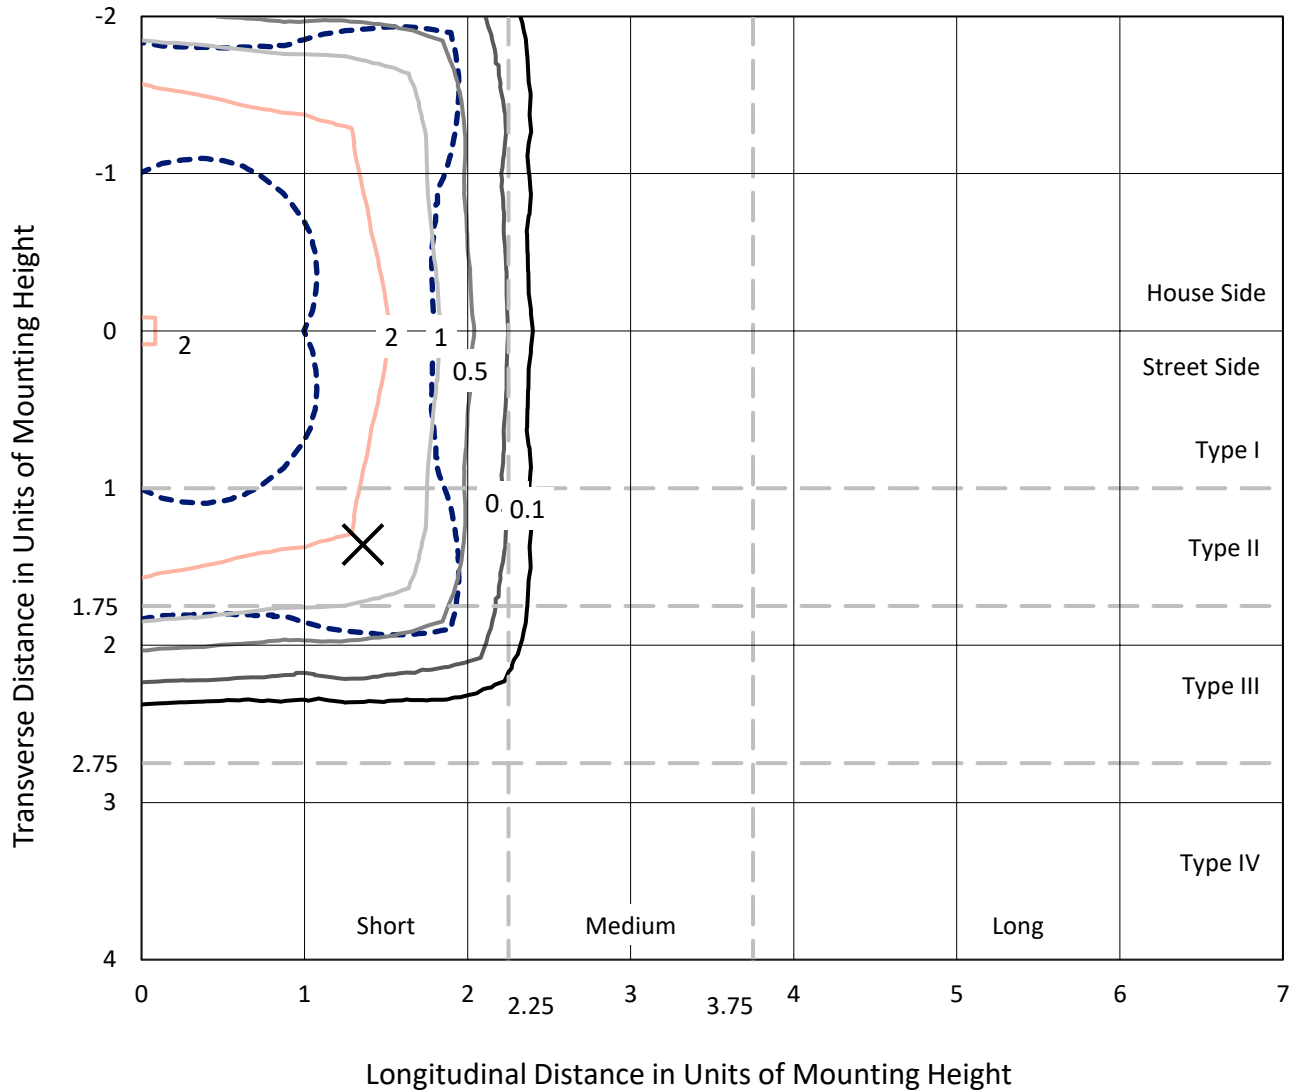 -2
-1
House Side
0
2
2
1
Street Side
0.5
Type I
1
0.1
Type II
1.75
2
Type III
2.75
3
Type IV
Short
Medium
Long
4
0
1
2
2.25
3
3.75
4
5
6
7
Transverse Distance in Units of Mounting Height
Longitudinal Distance in Units of Mounting Height